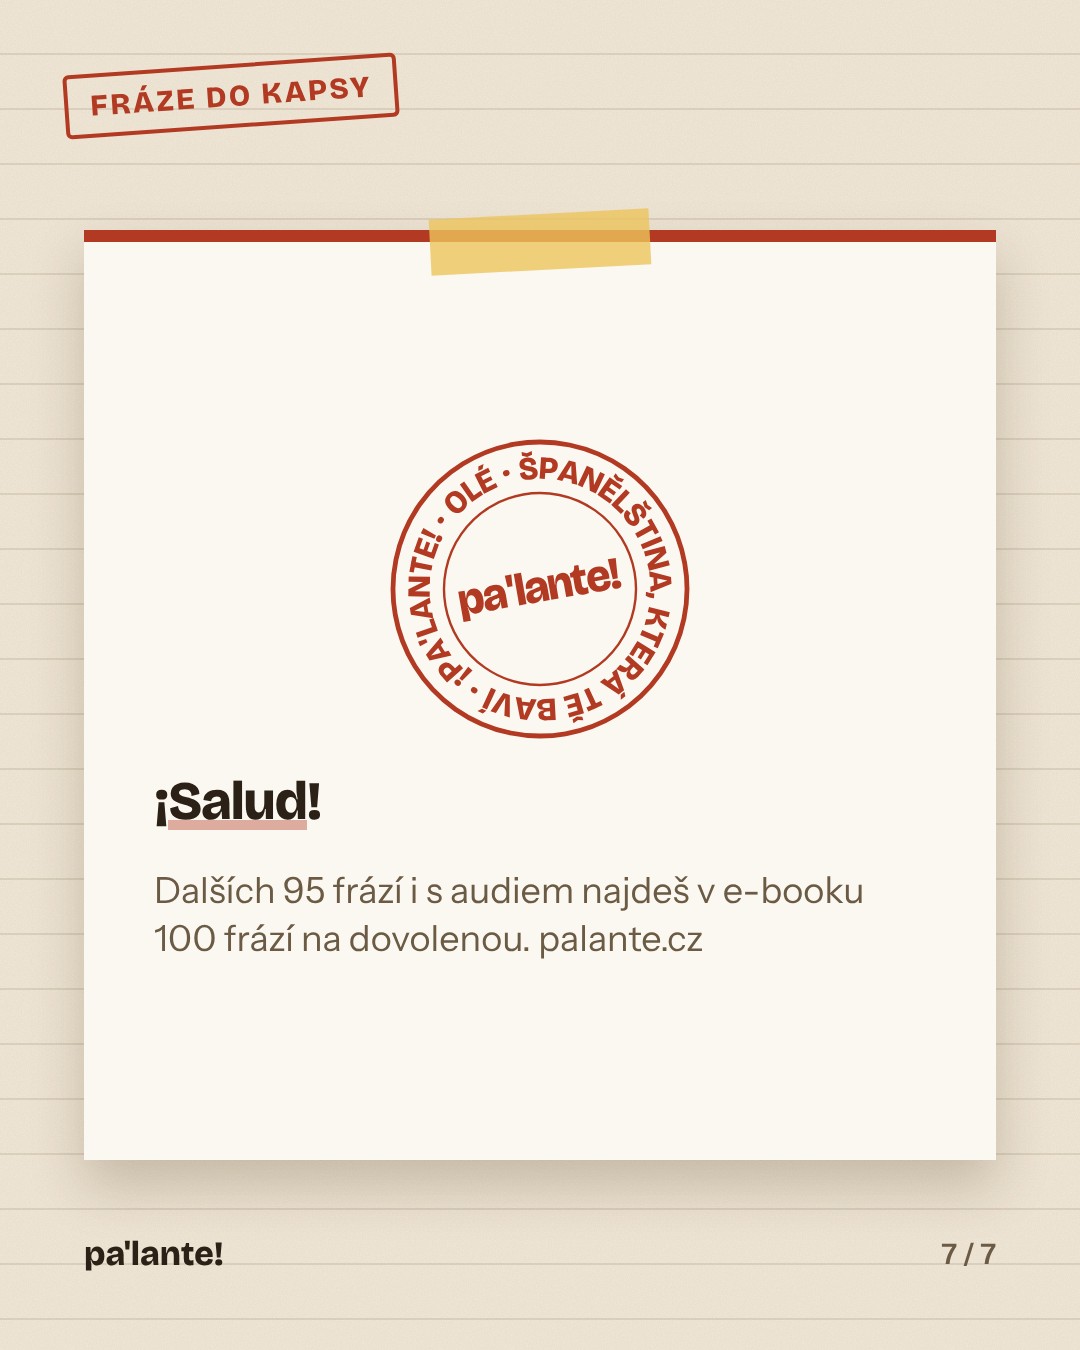 FRÁZE DO KAPSY
OLÉ · ŠPANĚLŠTINA, KTERÁ TĚ BAVÍ · ¡PA'LANTE! ·
pa'lante!
¡Salud!
Dalších 95 frází i s audiem najdeš v e-booku
100 frází na dovolenou. palante.cz
pa'lante!
7 / 7